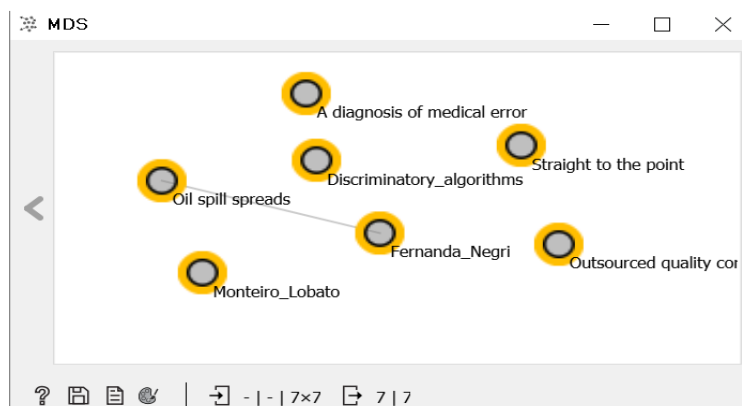 MDS
A diagnosis of medical error
Straight to the point
Discriminatory_algorithms
Oil spill spreads
Fernanda_Negri
Outsourced quality cor
Monteiro_Lobato
? - | - | 7×7 7 | 7